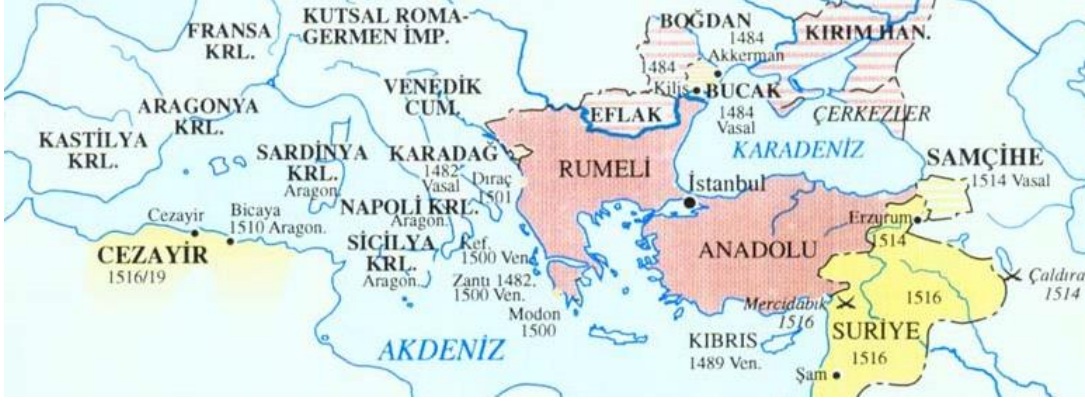 FRANSA
KRL.
KUTSAL ROMA-
GERMEN İMP.
BOĞDAN
1484
Akkerman
KIRIM HAN.
1484
Kilis
BUCAK
1484
Vasal
VENEDİK
CUM.
ARAGONYA
KRL.
KASTİLYA
KRL.
EFLAK
ÇERKEZLER
KARADENİZ
SARDİNYA
KRL.
Aragon.
KARADAĞ
1482
Vasal
Dıraç
1501
RUMELİ
İstanbul
SAMÇİHE
1514 Vasal
NAPOLİ KRL.
Aragon.
Cezayir
Bicaya
1510 Aragon.
CEZAYİR
1516/19
SİCİLYA
KRL.
Aragon.
Kef.
1500 Ven.
Zantı 1482,
1500 Ven.
Modon
1500
ANADOLU
Erzurum
1514
Çaldıra
1514
Mercidabık
1516
1516
SURİYE
1516
KIBRIS
1489 Ven.
AKDENİZ
Şam